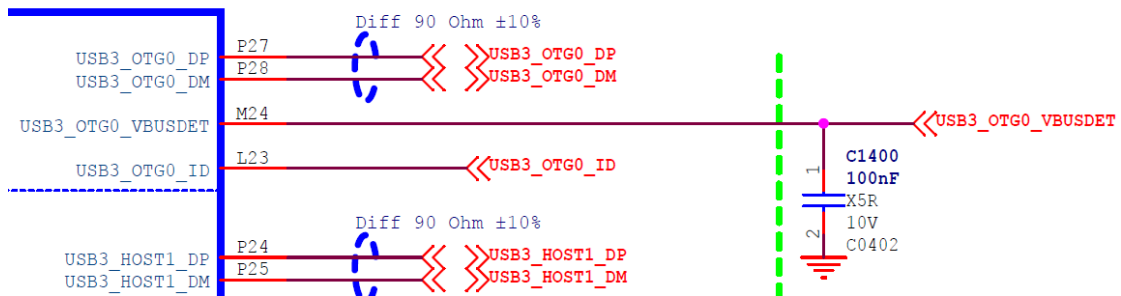 Diff 90 Ohm ±10%
USB3_OTG0_DP P27 USB3_OTG0_DP
USB3_OTG0_DM P28 USB3_OTG0_DM
USB3_OTG0_VBUSDET M24 USB3_OTG0_VBUSDET
USB3_OTG0_ID L23 USB3_OTG0_ID
C1400
1 100nF
X5R
10V
2 C0402
Diff 90 Ohm ±10%
USB3_HOST1_DP P24 USB3_HOST1_DP
USB3_HOST1_DM P25 USB3_HOST1_DM